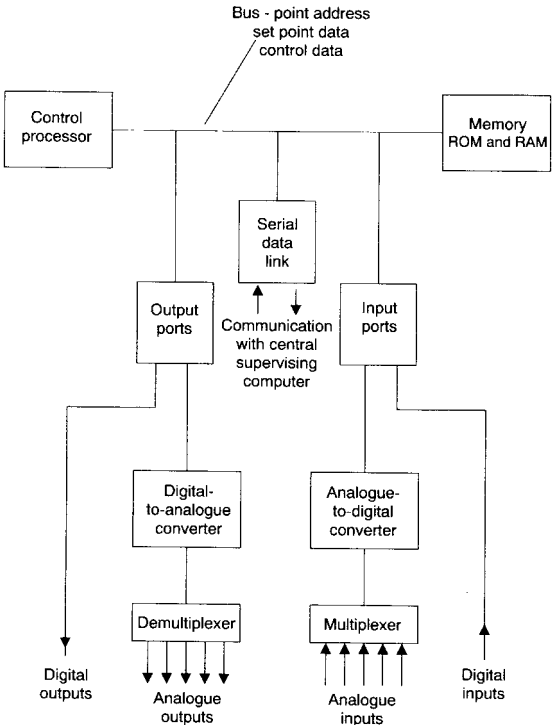 Bus - point address
set point data
control data
Control
processor
Memory
ROM and RAM
Serial
data
link
Output
ports
Input
ports
Communication
with central
supervising
computer
Digital-
to-analogue
converter
Analogue-
to-digital
converter
Demultiplexer
Multiplexer
Digital
outputs
Analogue
outputs
Analogue
inputs
Digital
inputs